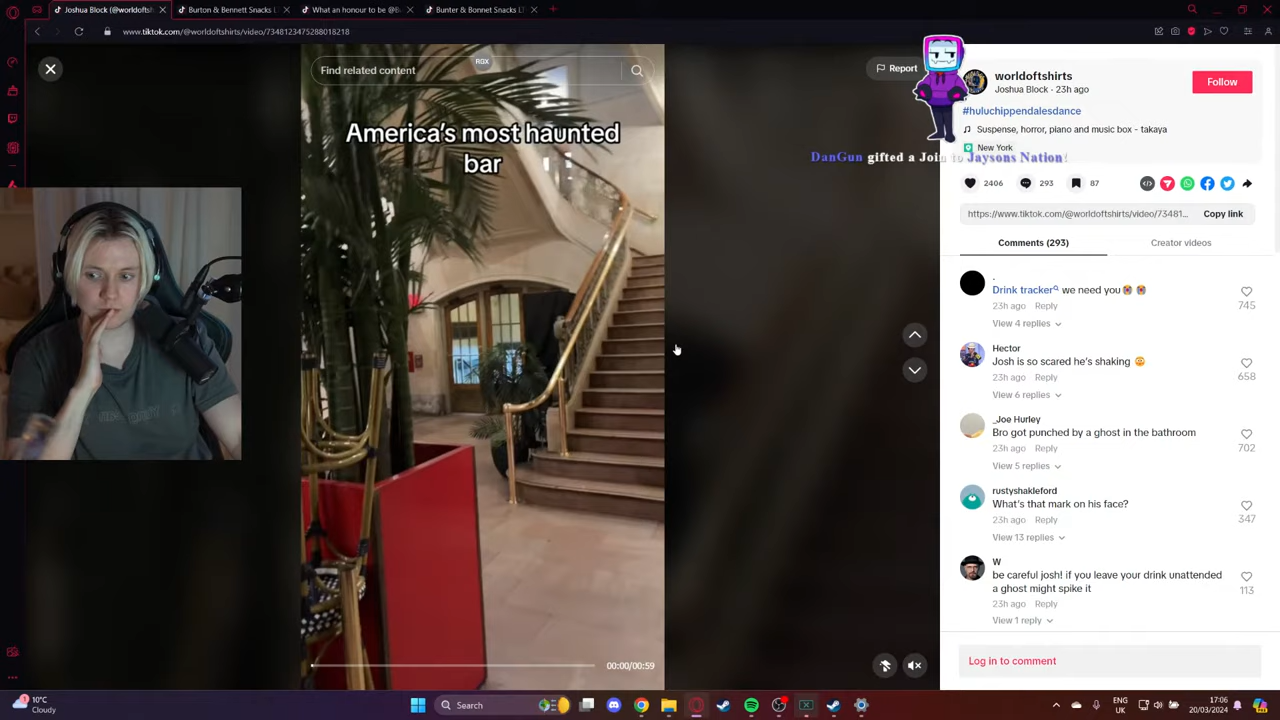 Joshua Block (@worldofsh
Burton & Bennett Snacks L
What an honour to be @B
Bunter & Bonnet Snacks L
www.tiktok.com/@worldoftshirts/video/7348123475288018218
Find related content
RGX
Report
America's most haunted
bar
00:00/00:59
worldoftshirts
Joshua Block · 23h ago
Follow
#huluchippendalesdance
Suspense, horror, piano and music box - takaya
New York
DanGun gifted a Join to Jaysons Nation!
2406
293
87
https://www.tiktok.com/@worldoftshirts/video/73481...
Copy link
Comments (293)
Creator videos
.
Drink tracker we need you
23h ago Reply
745
View 4 replies
Hector
Josh is so scared he's shaking
23h ago Reply
658
View 6 replies
_Joe Hurley
Bro got punched by a ghost in the bathroom
23h ago Reply
702
View 5 replies
rustyshakleford
What's that mark on his face?
23h ago Reply
347
View 13 replies
W
be careful josh! if you leave your drink unattended
a ghost might spike it
113
23h ago Reply
View 1 reply
Log in to comment
10°C
Cloudy
Search
ENG
UK
17:06
20/03/2024